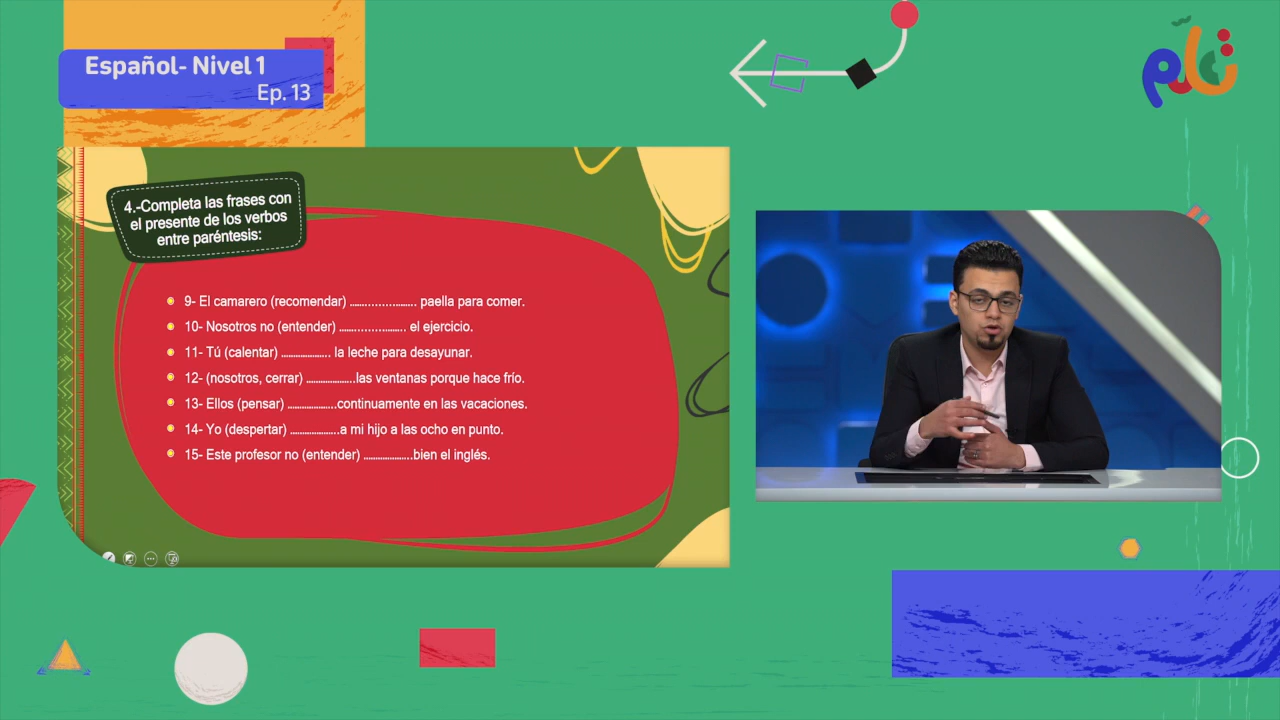 Español- Nivel 1
Ep. 13
نتعلم
4.-Completa las frases con
el presente de los verbos
entre paréntesis:
9- El camarero (recomendar) ...................... paella para comer.
10- Nosotros no (entender) ...................... el ejercicio.
11- Tú (calentar) ................... la leche para desayunar.
12- (nosotros, cerrar) ...................las ventanas porque hace frío.
13- Ellos (pensar) ...................continuamente en las vacaciones.
14- Yo (despertar) ...................a mi hijo a las ocho en punto.
15- Este profesor no (entender) ...................bien el inglés.